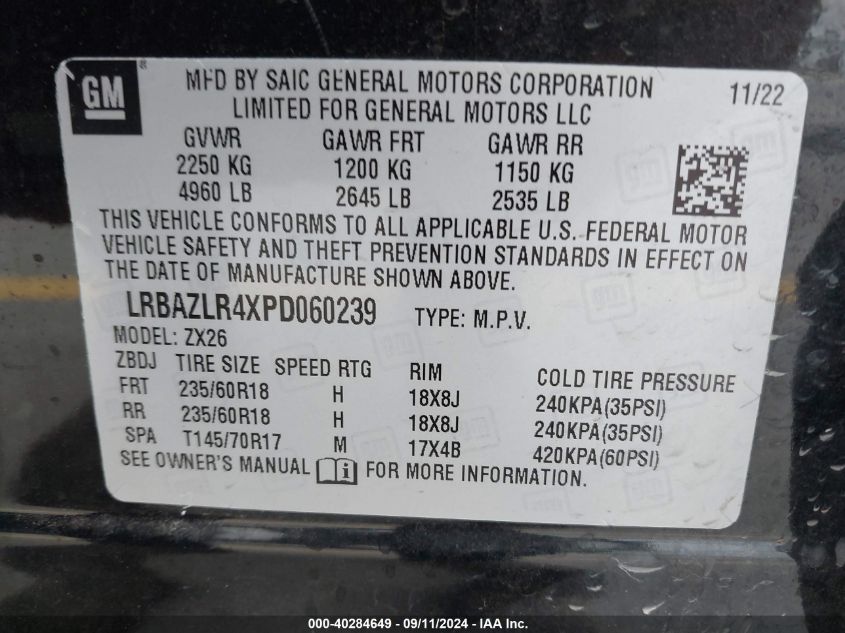 GM ®
MFD BY SAIC GENERAL MOTORS CORPORATION
LIMITED FOR GENERAL MOTORS LLC
11/22
GVWR GAWR FRT GAWR RR
2250 KG 1200 KG 1150 KG
4960 LB 2645 LB 2535 LB
THIS VEHICLE CONFORMS TO ALL APPLICABLE U.S. FEDERAL MOTOR
VEHICLE SAFETY AND THEFT PREVENTION STANDARDS IN EFFECT ON
THE DATE OF MANUFACTURE SHOWN ABOVE.
LRBAZLR4XPD060239 TYPE: M.P.V.
MODEL: ZX26
ZBDJ TIRE SIZE SPEED RTG RIM COLD TIRE PRESSURE
FRT 235/60R18 H 18X8J 240KPA(35PSI)
RR 235/60R18 H 18X8J 240KPA(35PSI)
SPA T145/70R17 M 17X4B 420KPA(60PSI)
SEE OWNER'S MANUAL FOR MORE INFORMATION.
000-40284649 - 09/11/2024 - IAA Inc.